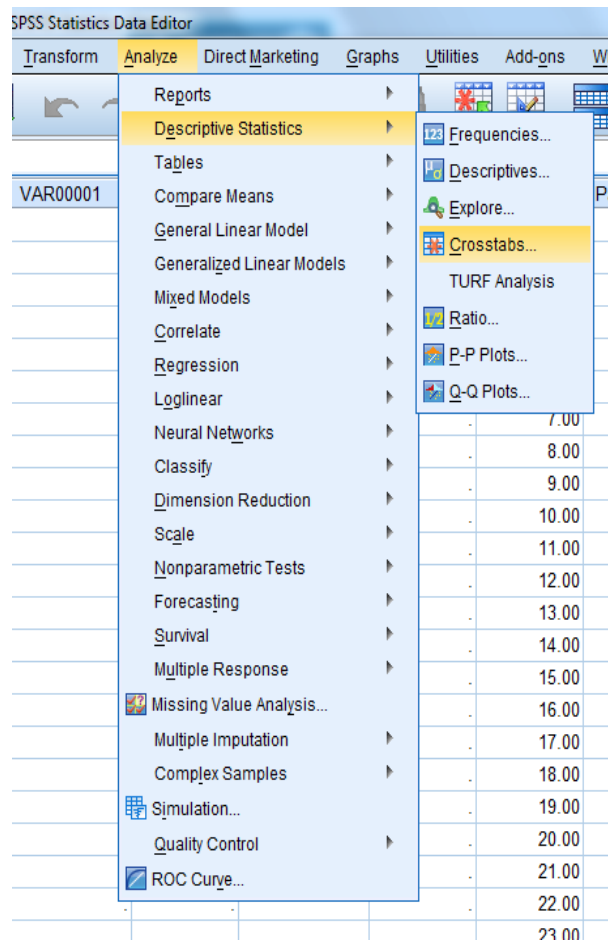 SPSS Statistics Data Editor
Transform Analyze Direct Marketing Graphs Utilities Add-ons W
Reports
Descriptive Statistics
Tables
Compare Means
General Linear Model
Generalized Linear Models
Mixed Models
Correlate
Regression
Loglinear
Neural Networks
Classify
Dimension Reduction
Scale
Nonparametric Tests
Forecasting
Survival
Multiple Response
Missing Value Analysis...
Multiple Imputation
Complex Samples
Simulation...
Quality Control
ROC Curve...
123 Frequencies...
Descriptives...
Explore...
Crosstabs...
TURF Analysis
1/2 Ratio...
P-P Plots...
Q-Q Plots...
VAR00001
P
7.00
8.00
9.00
10.00
11.00
12.00
13.00
14.00
15.00
16.00
17.00
18.00
19.00
20.00
21.00
22.00
23.00